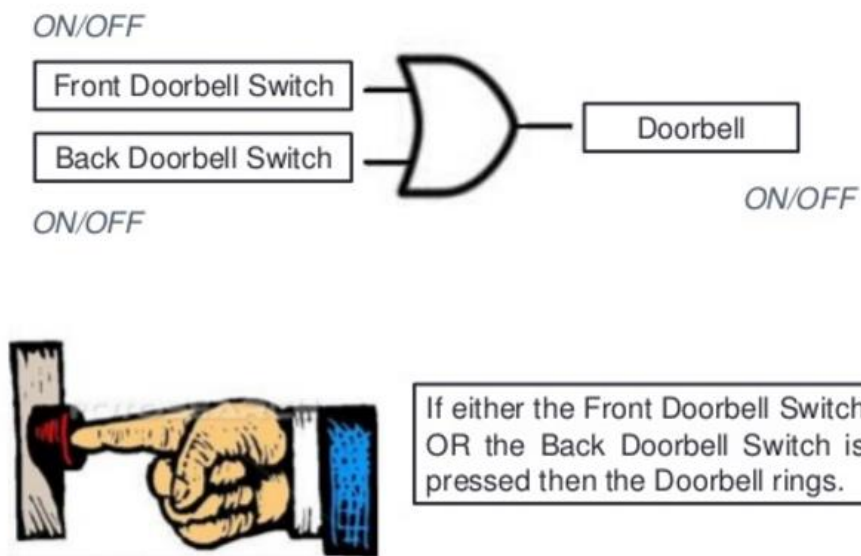 ON/OFF
Front Doorbell Switch
Back Doorbell Switch
Doorbell
ON/OFF
ON/OFF
If either the Front Doorbell Switch
OR the Back Doorbell Switch is
pressed then the Doorbell rings.